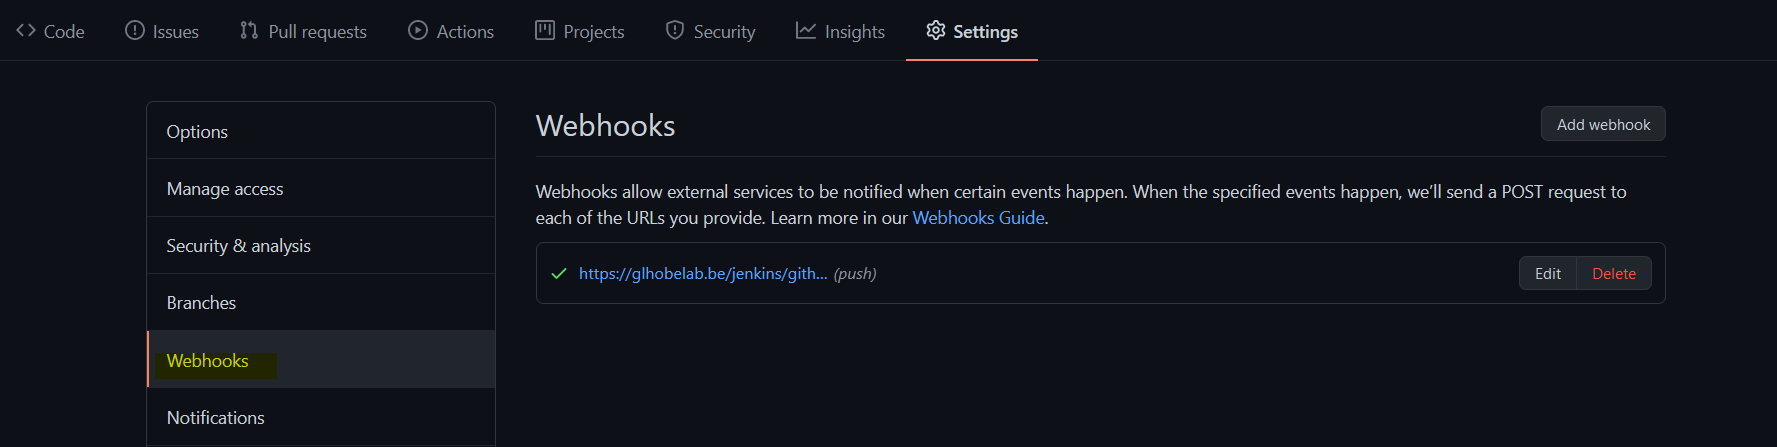 Code Issues Pull requests Actions Projects Security Insights Settings
Options
Manage access
Security & analysis
Branches
Webhooks
Notifications
Webhooks
Add webhook
Webhooks allow external services to be notified when certain events happen. When the specified events happen, we’ll send a POST request to
each of the URLs you provide. Learn more in our Webhooks Guide.
https://glhobelab.be/jenkins/gith... (push)
Edit Delete